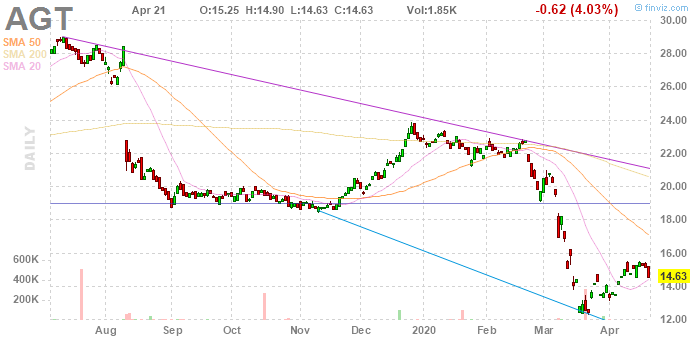 AGT Apr 21 O:15.25 H:14.90 L:14.63 C:14.63 Vol:1.85K -0.62 (4.03%)
© finviz.com
SMA 50
SMA 200
SMA 20
DAILY
30.00
28.00
26.00
24.00
22.00
20.00
18.00
16.00
14.63
14.00
12.00
600K
400K
200K
Aug Sep Oct Nov Dec 2020 Feb Mar Apr